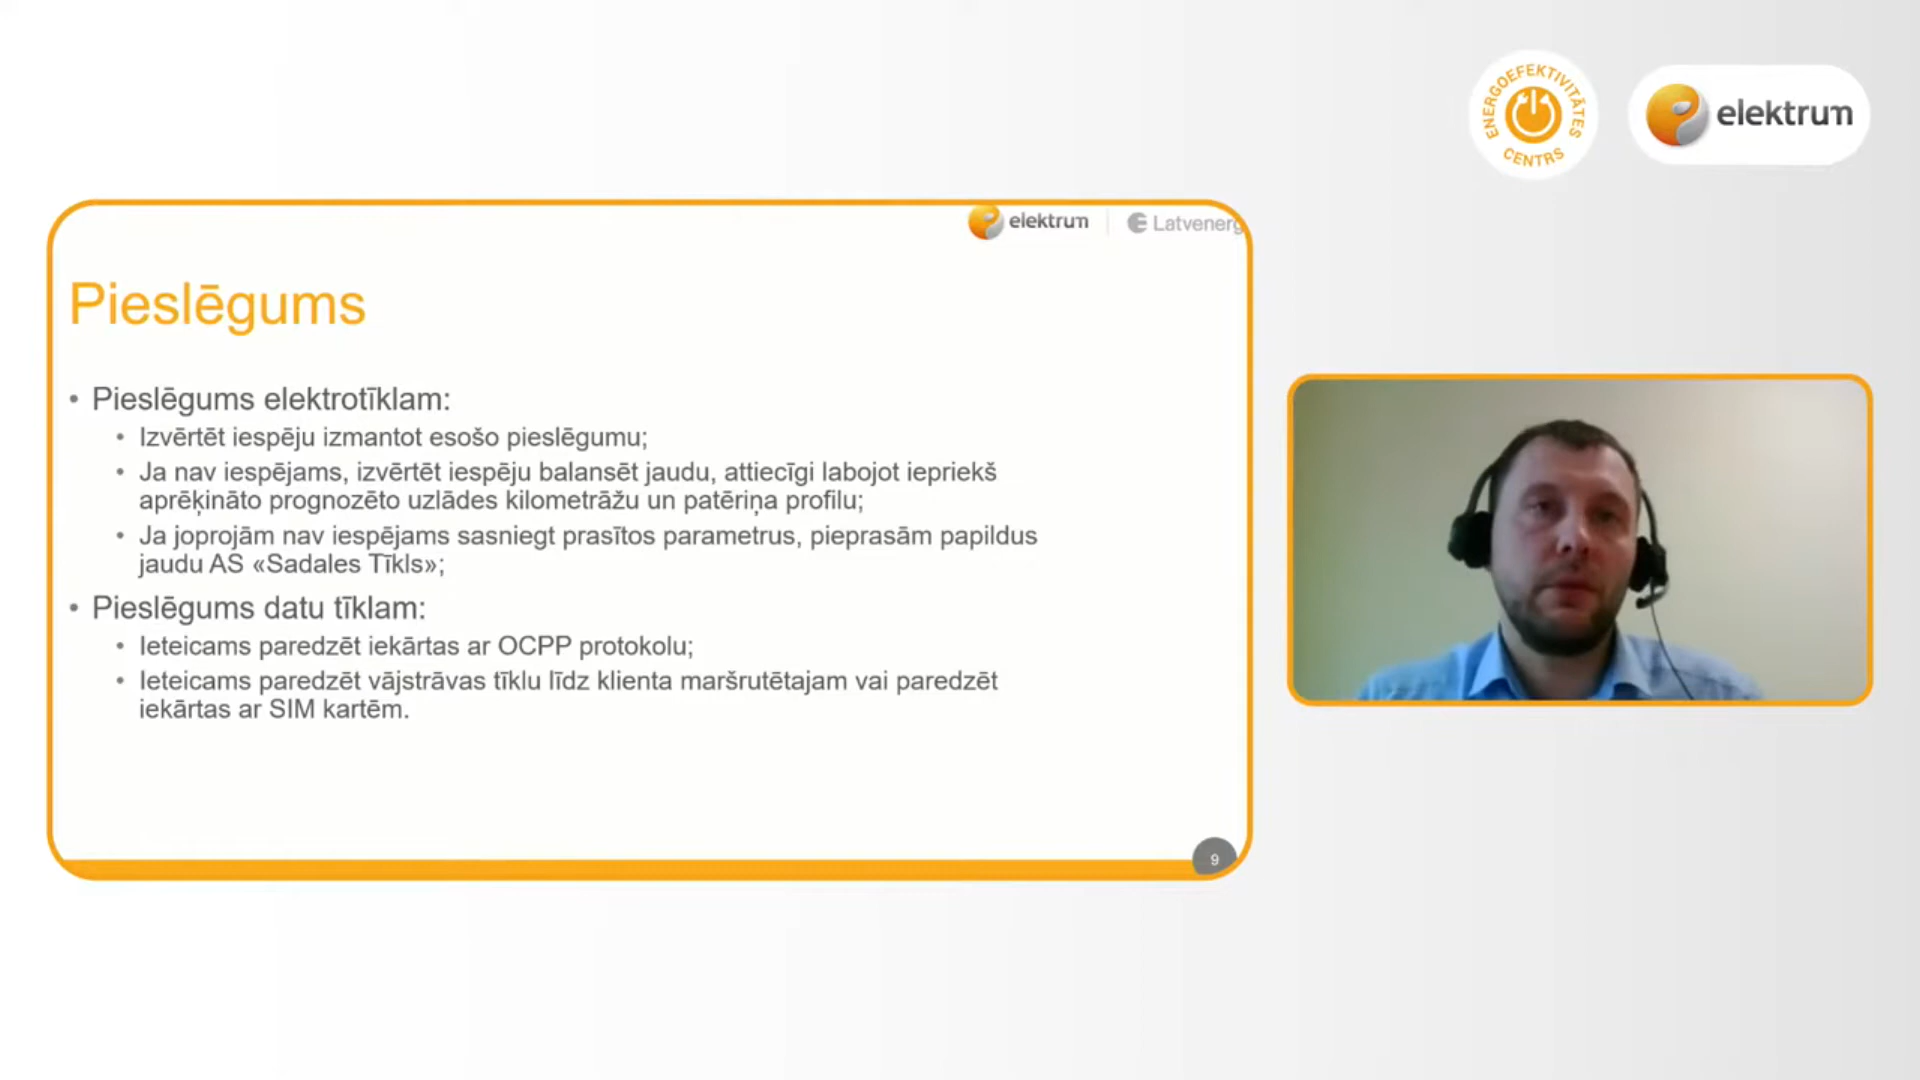 ENERGOEFEKTIVITĀTES
CENTRS
elektrum
elektrum
Latvenerg
Pieslēgums
• Pieslēgums elektrotīklam:
• Izvērtēt iespēju izmantot esošo pieslēgumu;
• Ja nav iespējams, izvērtēt iespēju balansēt jaudu, attiecīgi labojot iepriekš
aprēķināto prognozēto uzlādes kilometrāžu un patēriņa profilu;
• Ja joprojām nav iespējams sasniegt prasītos parametrus, pieprasām papildus
jaudu AS «Sadales Tīkls»;
• Pieslēgums datu tīklam:
• Ieteicams paredzēt iekārtas ar OCPP protokolu;
• Ieteicams paredzēt vājstrāvas tīklu līdz klienta maršrutētajam vai paredzēt
iekārtas ar SIM kartēm.
9